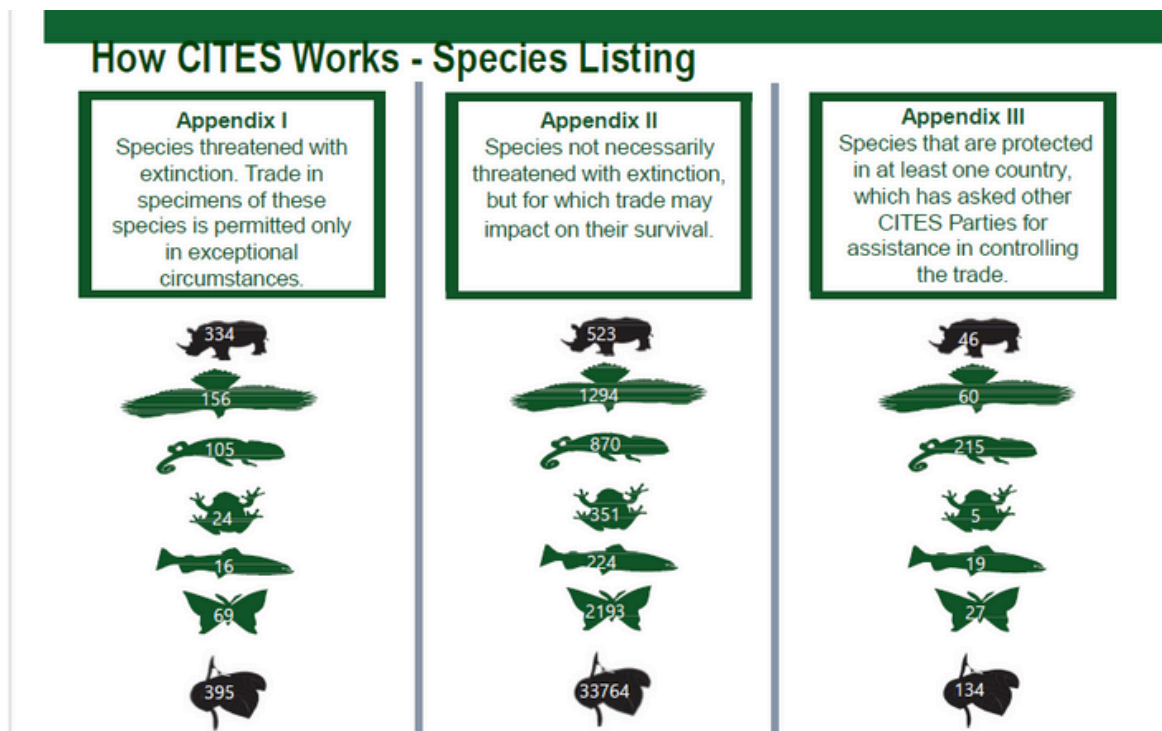 How CITES Works - Species Listing
Appendix I
Species threatened with
extinction. Trade in
specimens of these
species is permitted only
in exceptional
circumstances.
334
156
105
24
16
69
395
Appendix II
Species not necessarily
threatened with extinction,
but for which trade may
impact on their survival.
523
1294
870
351
224
2193
33764
Appendix III
Species that are protected
in at least one country,
which has asked other
CITES Parties for
assistance in controlling
the trade.
46
60
215
5
19
27
134